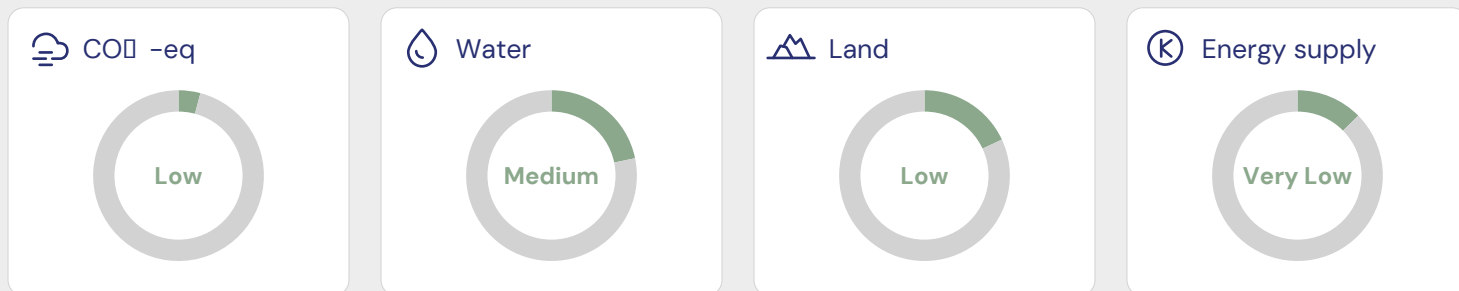 CO▯ -eq
Low
Water
Medium
Land
Low
Energy supply
Very Low